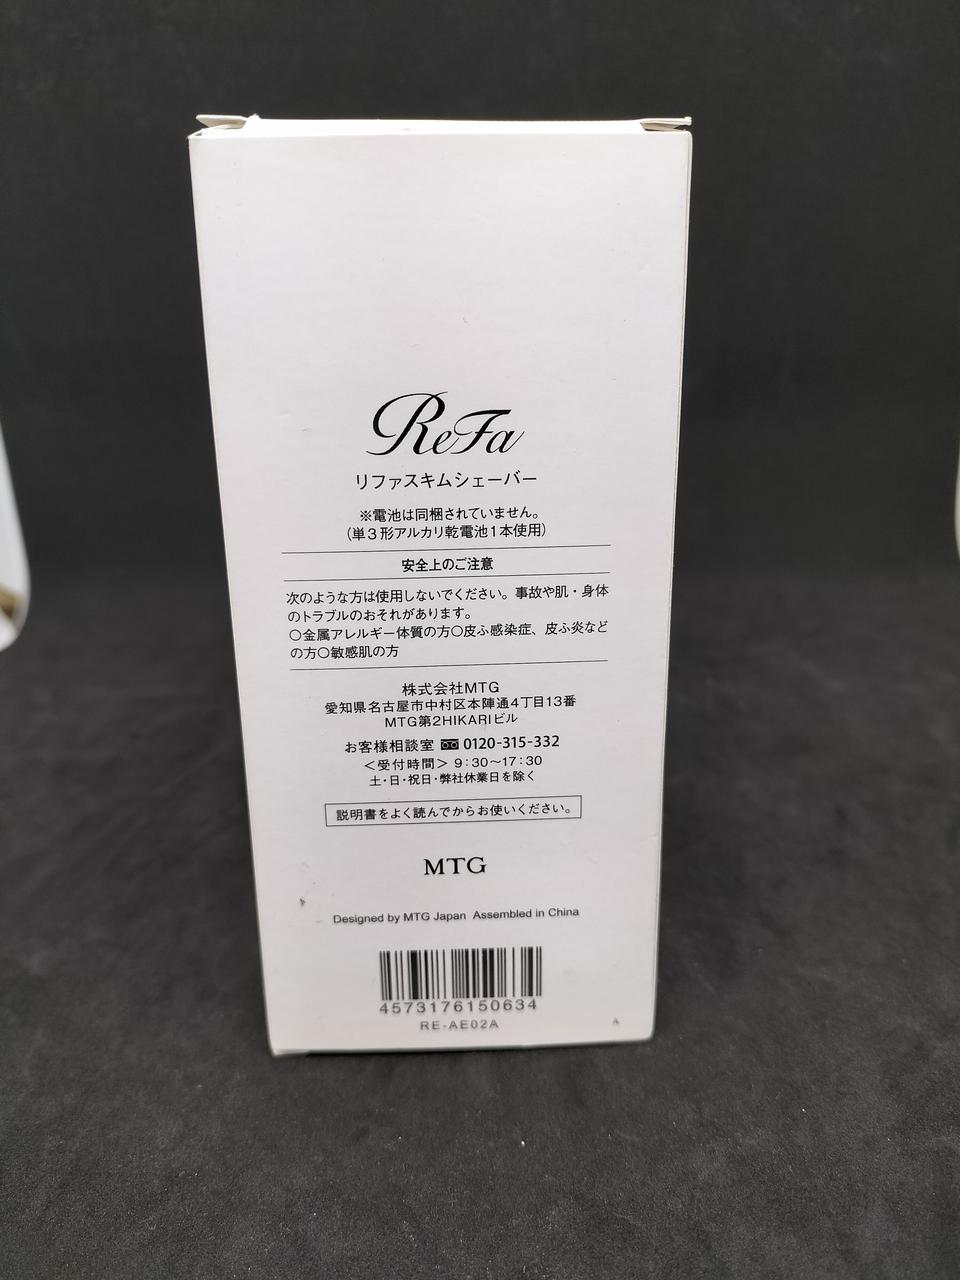 ReFa
リファスキムシェーバー
※電池は同梱されていません。
(単3形アルカリ乾電池1本使用)
安全上のご注意
次のような方は使用しないでください。事故や肌・身体
のトラブルのおそれがあります。
○金属アレルギー体質の方○皮ふ感染症、皮ふ炎など
の方○敏感肌の方
株式会社MTG
愛知県名古屋市中村区本陣通4丁目13番
MTG第2HIKARIビル
お客様相談室 0120-315-332
＜受付時間＞9:30～17:30
土・日・祝日・弊社休業日を除く
説明書をよく読んでからお使いください。
MTG
Designed by MTG Japan Assembled in China
4573176150634
RE-AE02A
A